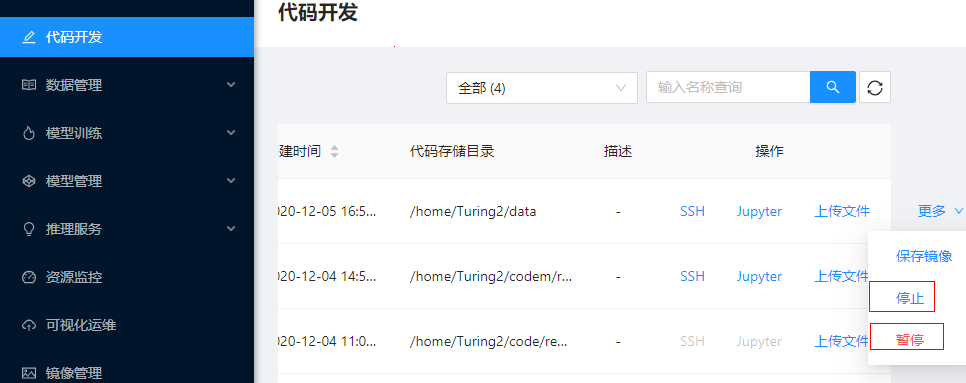 代码开发
代码开发
数据管理
模型训练
模型管理
推理服务
资源监控
可视化运维
镜像管理
全部 (4)
输入名称查询
建时间 代码存储目录 描述 操作
020-12-05 16:5... /home/Turing2/data - SSH Jupyter 上传文件 更多
020-12-04 14:5... /home/Turing2/codem/r... - SSH Jupyter 上传文件
020-12-04 11:0... /home/Turing2/code/re... - SSH Jupyter 上传文件
保存镜像
停止
暂停